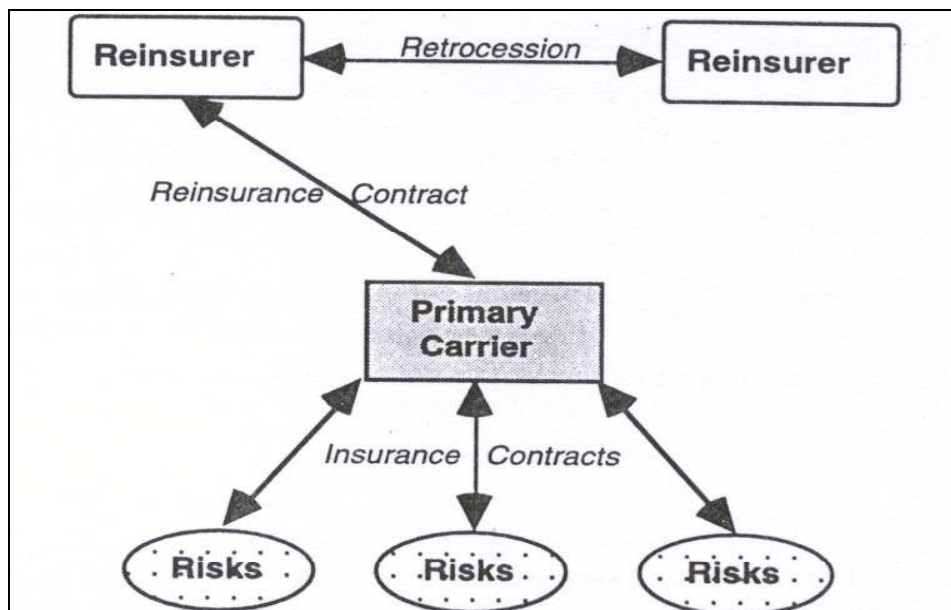 Reinsurer
Retrocession
Reinsurer
Reinsurance Contract
Primary
Carrier
Insurance Contracts
Risks
Risks
Risks